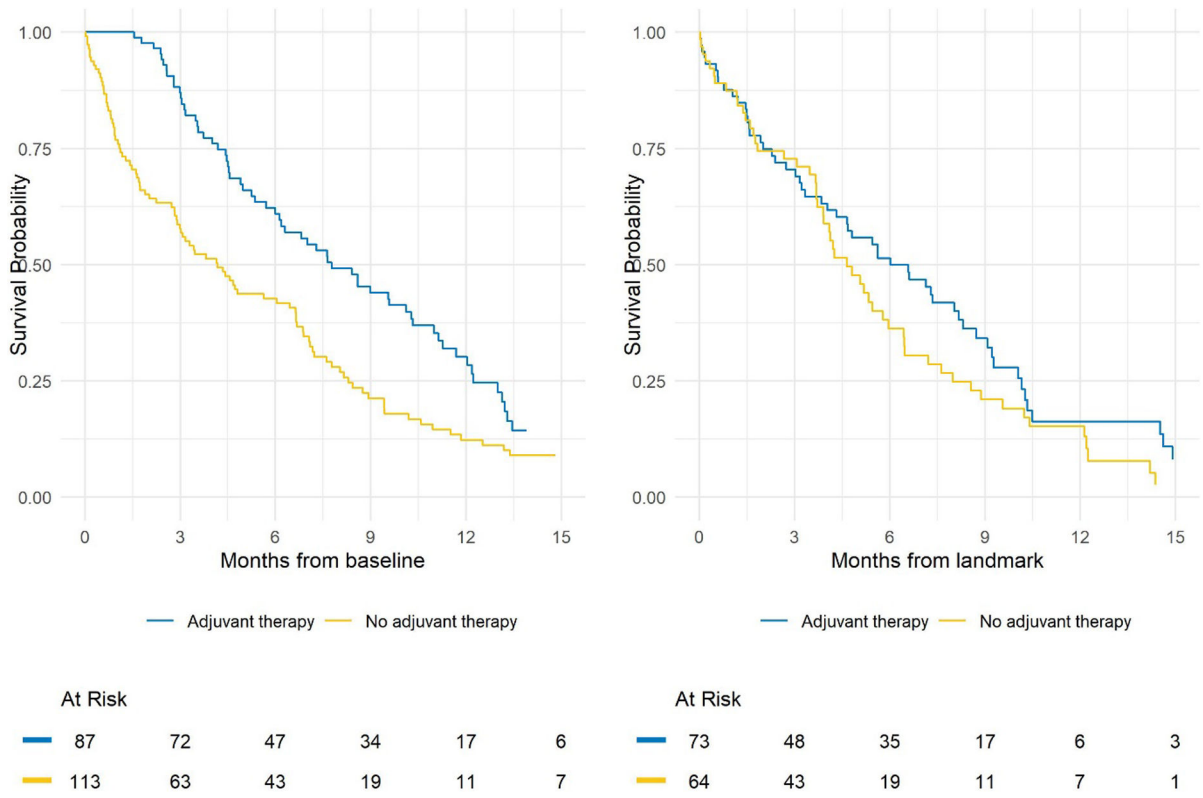 1.00
0.75
0.50
0.25
0.00
Survival Probability
0 3 6 9 12 15
Months from baseline
Adjuvant therapy No adjuvant therapy
At Risk
87 72 47 34 17 6
113 63 43 19 11 7
1.00
0.75
0.50
0.25
0.00
Survival Probability
0 3 6 9 12 15
Months from landmark
Adjuvant therapy No adjuvant therapy
At Risk
73 48 35 17 6 3
64 43 19 11 7 1